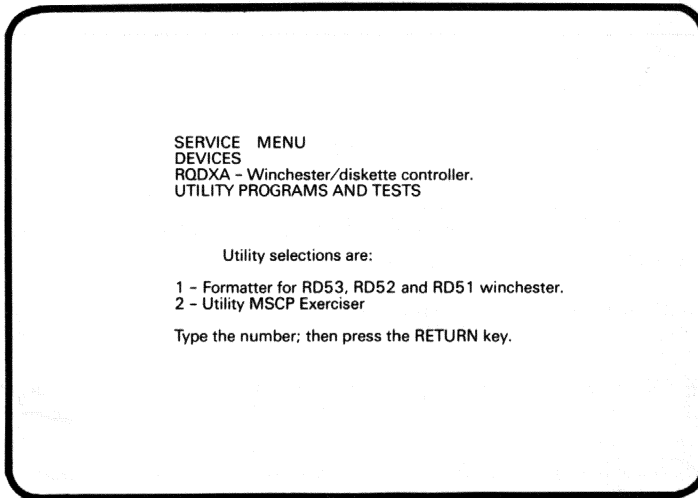 SERVICE MENU
DEVICES
RQDXA – Winchester/diskette controller.
UTILITY PROGRAMS AND TESTS
Utility selections are:
1 – Formatter for RD53, RD52 and RD51 winchester.
2 – Utility MSCP Exerciser
Type the number; then press the RETURN key.